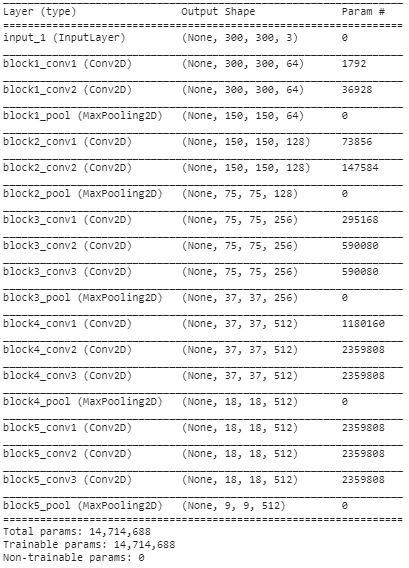 Layer (type) Output Shape Param #
input_1 (InputLayer) (None, 300, 300, 3) 0
block1_conv1 (Conv2D) (None, 300, 300, 64) 1792
block1_conv2 (Conv2D) (None, 300, 300, 64) 36928
block1_pool (MaxPooling2D) (None, 150, 150, 64) 0
block2_conv1 (Conv2D) (None, 150, 150, 128) 73856
block2_conv2 (Conv2D) (None, 150, 150, 128) 147584
block2_pool (MaxPooling2D) (None, 75, 75, 128) 0
block3_conv1 (Conv2D) (None, 75, 75, 256) 295168
block3_conv2 (Conv2D) (None, 75, 75, 256) 590080
block3_conv3 (Conv2D) (None, 75, 75, 256) 590080
block3_pool (MaxPooling2D) (None, 37, 37, 256) 0
block4_conv1 (Conv2D) (None, 37, 37, 512) 1180160
block4_conv2 (Conv2D) (None, 37, 37, 512) 2359808
block4_conv3 (Conv2D) (None, 37, 37, 512) 2359808
block4_pool (MaxPooling2D) (None, 18, 18, 512) 0
block5_conv1 (Conv2D) (None, 18, 18, 512) 2359808
block5_conv2 (Conv2D) (None, 18, 18, 512) 2359808
block5_conv3 (Conv2D) (None, 18, 18, 512) 2359808
block5_pool (MaxPooling2D) (None, 9, 9, 512) 0
Total params: 14,714,688
Trainable params: 14,714,688
Non-trainable params: 0